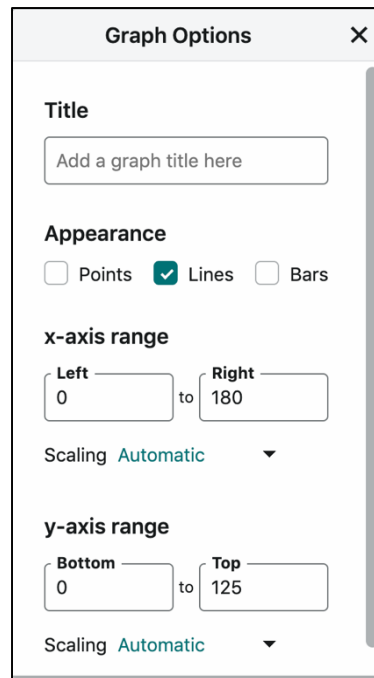 Graph Options
Title
Add a graph title here
Appearance
Points Lines Bars
x-axis range
Left Right
0 to 180
Scaling Automatic
y-axis range
Bottom Top
0 to 125
Scaling Automatic